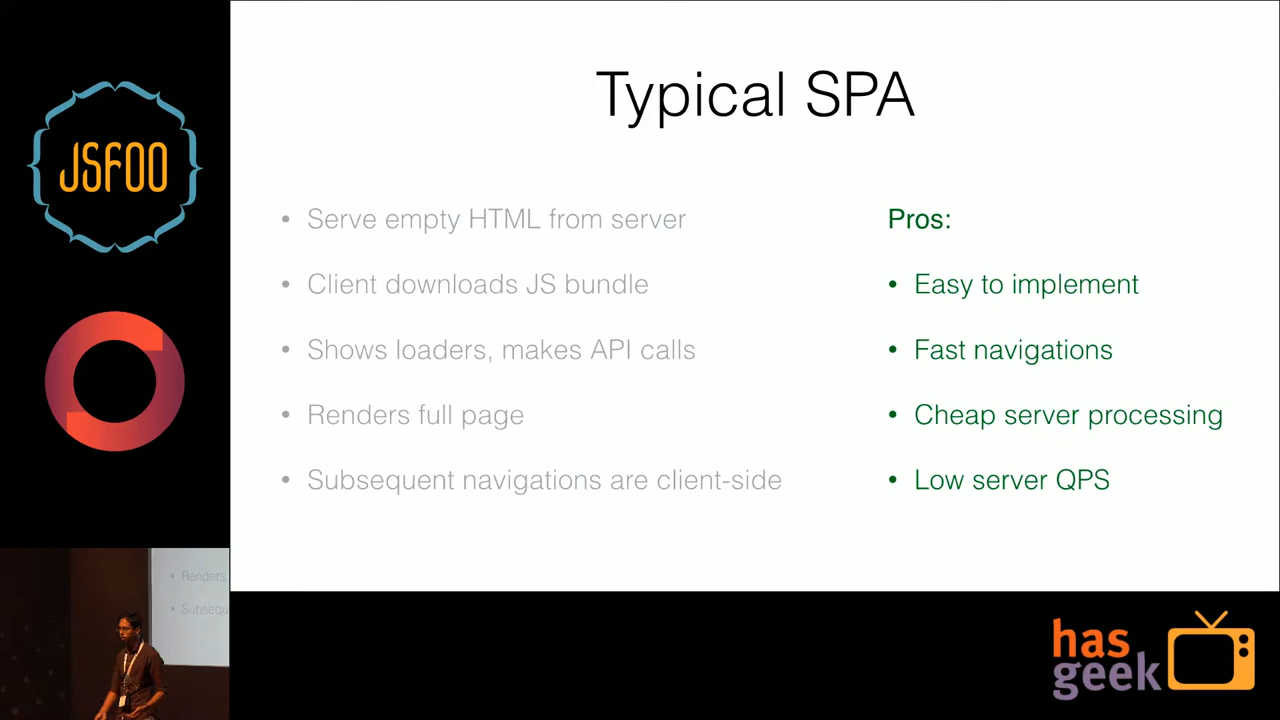 Typical SPA
JSFOO
• Serve empty HTML from server
• Client downloads JS bundle
• Shows loaders, makes API calls
• Renders full page
• Subsequent navigations are client-side
Pros:
• Easy to implement
• Fast navigations
• Cheap server processing
• Low server QPS
• Renders
• Subsequ
has
geek